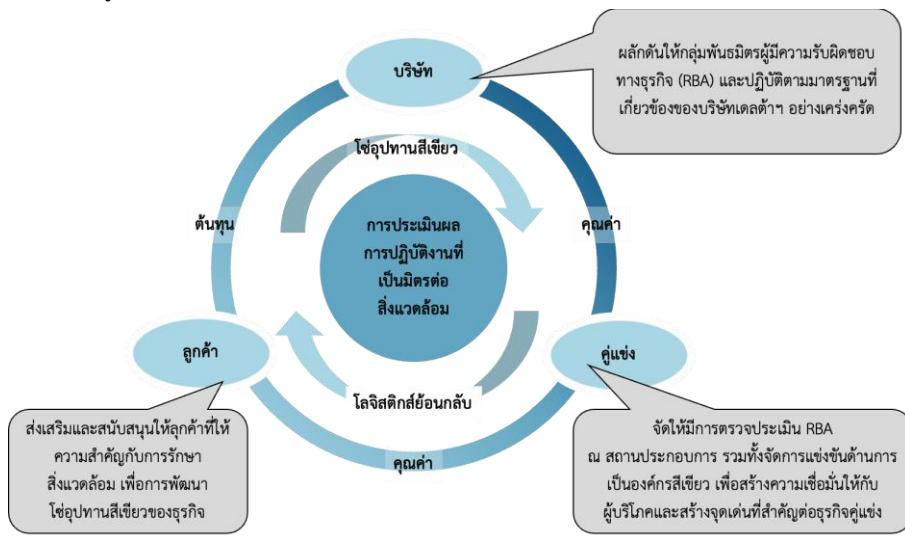 บริษัท
ผลักดันให้กลุ่มพันธมิตรผู้มีความรับผิดชอบ
ทางธุรกิจ (RBA) และปฏิบัติตามมาตรฐานที่
เกี่ยวข้องของบริษัทเดลต้าฯ อย่างเคร่งครัด
โซ่อุปทานสีเขียว
ต้นทุน
คุณค่า
การประเมินผล
การปฏิบัติงานที่
เป็นมิตรต่อ
สิ่งแวดล้อม
ลูกค้า
คู่แข่ง
โลจิสติกส์ย้อนกลับ
คุณค่า
ส่งเสริมและสนับสนุนให้ลูกค้าที่ให้
ความสำคัญกับการรักษา
สิ่งแวดล้อม เพื่อการพัฒนา
โซ่อุปทานสีเขียวของธุรกิจ
จัดให้มีการตรวจประเมิน RBA
ณ สถานประกอบการ รวมทั้งจัดการแข่งขันด้านการ
เป็นองค์กรสีเขียว เพื่อสร้างความเชื่อมั่นให้กับ
ผู้บริโภคและสร้างจุดเด่นที่สำคัญต่อธุรกิจคู่แข่ง